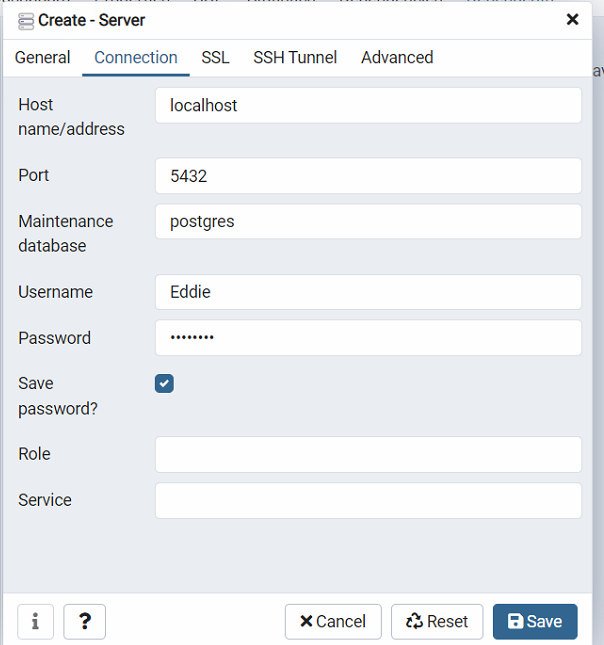 Create - Server
General Connection SSL SSH Tunnel Advanced
Host name/address
localhost
Port
5432
Maintenance database
postgres
Username
Eddie
Password
••••••••
Save password?
Role
Service
i ? Cancel Reset Save